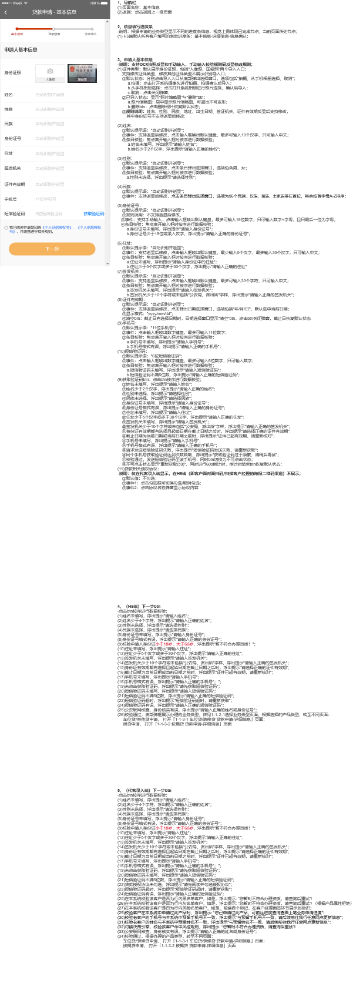 Kwok 100 %
贷款申请 - 基本信息
基本信息 详细信息 信息确认
申请人基本信息
身份证照
人像照 国徽照
姓名 自动识别并返显
性别 自动识别并返显
民族 自动识别并返显
身份证号 自动识别并返显
住址 自动识别并返显
签发机关 自动识别并返显
证件有效期 自动识别并返显
手机号 11位手机号
短信验证码 6位短信验证码 获取验证码
我已阅读并清楚知晓《个人征信授权书》、《个人信息授权
书》，并愿意遵守相关规则。
下一步
1、导航栏
(1)页面名称：基本信息
(2)返回：点击返回上一级页面
2、信息填写进度条
-说明：根据申请的业务类型显示不同的进度条信息，视觉上需体现已完成节点、当前页面所处节点；
(1) H5端默认所有客户填写的表单进度条：基本信息-详细信息-信息确认；
3、申请人基本信息
-说明：支持OCR拍照反显和手动输入，手动输入校验规则同反显修改规则；
(1)证件类型：默认展示身份证照，包括“人像照、国徽照”两个导入入口；
支持修改证件类型，修改其他证件类型不展示识别导入口；
①默认状态：分别点击导入入口从底部弹出选择窗口，选项包括“拍摄、从手机相册选择、取消”；
a.拍摄：点击打开系统摄像头进行拍摄，拍摄确认后导入；
b.从手机相册选择：点击打开系统相册进行照片选择，确认后导入；
c.取消：点击关闭弹窗；
②已导入状态：显示“照片缩略图”与“删除”btn；
a.照片缩略图：居中显示照片缩略图，可超出不可变形；
b.删除btn：点击删除照片恢复默认状态；
③规则说明：姓名、性别、民族、地址、出生日期、签证机关、证件有效期反显后支持修改，
其中身份证号不支持返显后修改；
(2)姓名：
①默认提示语：“自动识别并返显”；
②事件：支持返显后修改，点击输入框唤出默认键盘，最多可输入10个汉字，只可输入中文；
③条目校验：焦点离开输入框时按序进行数据校验；
a.姓名未填写，浮出提示“请输入姓名”；
b.姓名少于2个汉字，浮出提示“请输入正确的姓名”；
(3)性别：
①默认提示语：“自动识别并返显”；
②事件：支持返显后修改，点击条目弹出选择窗口，选项包含男、女；
③条目校验：焦点离开输入框时按序进行数据校验；
a.性别未选择，浮出提示“请选择性别”；
(4)民族：
①默认提示语：“自动识别并返显”；
②事件：支持返显后修改，点击条目弹出选择窗口，选项为56个民族，汉族、苗族、土家族排在首位，其余按首字母A-Z排序；
(5)身份证号：
①默认提示语：“自动识别并返显”；
②规则说明：不支持返显后修改，
③事件：支持手动输入，点击输入框唤出默认键盘，最多可输入18位数字，只可输入数字+字母，且只最后一位为字母；
④条目校验：焦点离开输入框时按序进行数据校验；
a.身份证号未填写，浮出提示“请输入身份证号”；
b.身份证号少于18位或录入汉字，浮出提示“请输入正确的身份证号”；
(6)住址：
①默认提示语：“自动识别并返显”；
②事件：支持返显后修改，点击输入框唤出默认键盘，最少输入5个汉字，最多输入30个汉字，只可输入中文；
③条目校验：焦点离开输入框时按序进行数据校验；
a.住址未填写，浮出提示“请输入身份证中的住址”；
b.住址少于5个汉字或多于30个汉字，浮出提示“请输入正确的住址”
(7)签发机关：
①默认提示语：“自动识别并返显”；
②事件：支持返显后修改，点击输入框唤出默认键盘，最多可输入30个字符，只可输入中文；
③条目校验：焦点离开输入框时按序进行数据校验；
a.签发机关未填写，浮出提示“请输入签发机关”；
b.签发机关少于10个字符或未包括“公安局、派出所”字样，浮出提示“请输入正确的签发机关”；
(8)证件有效期：
①默认提示语：“自动识别并返显”；
②事件：支持返显后修改，点击弹出日期选择窗口，选项包括“年/月/日”，默认选中当前日期；
③显示格式：“yyyy/mm/dd”；
④清空btn：截止日有选择日期时，日期选择窗口显示“清空”btn，点击btn关闭弹窗，截止日恢复默认状态
(9)手机号：
①默认提示语：“11位手机号”；
②事件：点击输入框唤出数字键盘，最多可输入11位数字；
③条目校验：焦点离开输入框时按序进行数据校验；
a.手机号未填写，浮出提示“请输入手机号”；
b.手机号格式有误，浮出提示“请输入正确的手机号”；
(10)短信验证码：
①默认提示语：“6位短信验证码”；
②事件：点击输入框唤出数字键盘，最多可输入6位数字，只可输入数字；
③条目校验：焦点离开输入框时按序进行数据校验；
a.短信验证码未填写，浮出提示“请输入短信验证码”；
b.短信验证码不满6位数，浮出提示“请输入正确的短信验证码”；
(9)获取验证码btn：点击btn按序进行数据校验；
①姓名未填写，浮出提示“请输入姓名”；
②姓名少于2个汉字，浮出提示“请输入正确的姓名”；
③性别未选择，浮出提示“请选择性别”；
④民族未选择，浮出提示“请选择民族”；
⑤身份证号未填写，浮出提示“请输入身份证号”；
⑥身份证号格式有误，浮出提示“请输入正确的身份证号”；
⑦住址未填写，浮出提示“请输入住址”；
⑧住址少于5个汉字或多于30个汉字，浮出提示“请输入正确的住址”；
⑨签发机关未填写，浮出提示“请输入签发机关”；
⑩签发机关少于10个字符或未包括“公安局、派出所”字样，浮出提示“请输入正确的签发机关”；
⑪身份证有效期都有选择且起始日期在截止日期之后时，浮出提示“请选择正确的证件有效期”；
⑫截止日期为当前日期或当前日期之前时，浮出提示“证件已超有效期，请重新核对”；
⑬手机号未填写，浮出提示“请输入手机号”；
⑭手机号格式有误，浮出提示“请输入正确的手机号”；
⑮请求发送短信验证码失败，浮出提示“短信验证码发送失败，请重新获取”；
⑯同个手机号获取验证码达到次数限制，浮出提示“获取验证码过于频繁，请稍后再试”；
⑰校验通过，发送短信验证码至该手机号，同时btn切换为不可点击状态；
⑱不可点击状态显示“重新获取(59)”，同时进行60s倒计时，倒计时结束btn恢复默认状态；
(11)贷款相关授权协议：
-说明：仅在代客录入端显示，在H5端（即客户面对面扫码/扫描客户经理的海报二维码渠道）不展示；
①默认值：不勾选；
②事件1：点击勾选框可切换勾选/取消勾选；
③事件2：点击协议名称弹窗显示协议内容
4、（H5端）下一步btn
-点击btn按序进行数据校验；
(1)姓名未填写，浮出提示“请输入姓名”；
(2)姓名少于4个字符，浮出提示“请输入正确的姓名”；
(3)性别未选择，浮出提示“请选择性别”；
(4)民族未选择，浮出提示“请选择民族”；
(5)身份证号未填写，浮出提示“请输入身份证号”；
(8)身份证号格式有误，浮出提示“请输入正确的身份证号”；
(9)校验申请人身份证小于18岁，大于60岁，浮出提示“暂不符合办理资质！”；
(10)住址未填写，浮出提示“请输入住址”；
(12)住址少于5个汉字或多于30个汉字，浮出提示“请输入正确的住址”；
(13)签发机关未填写，浮出提示“请输入签发机关”；
(14)签发机关少于10个字符或未包括“公安局、派出所”字样，浮出提示“请输入正确的签发机关”；
(15)身份证有效期都有选择且起始日期在截止日期之后时，浮出提示“请选择正确的证件有效期”；
(16)截止日期为当前日期或当前日期之前时，浮出提示“证件已超有效期，请重新核对”；
(17)手机号未填写，浮出提示“请输入手机号”；
(18)手机号格式有误，浮出提示“请输入正确的手机号”；“；
(19)未点击获取验证码，浮出提示“请先获取短信验证码”；
(20)短信验证码未填写，浮出提示“请输入短信验证码”；
(21)短信验证码不满6位数，浮出提示“请输入正确的短信验证码”；
(22)短信验证码超时，浮出提示“短信验证码超时，请重新获取”；
(24)短信验证码有误，浮出提示“请输入正确的短信验证码”；
(25)公安联网核查，身份核实有误，浮出提示“请输入正确的姓名或身份证号”；
(26)校验通过，底部弹框展示办理的业务类型，详见1-1-2-1选择业务类型页面，根据选择的产品类型，转至不同页面：
车位贷/其他贷申请， 打开「1-1-3-1 车位贷/装修贷 贷款申请-详细信息」页面；
房贷申请， 打开「1-1-3-2 按揭贷 贷款申请-详细信息」页面
5、（代客录入端）下一步btn
-点击btn按序进行数据校验；
(1)姓名未填写，浮出提示“请输入姓名”；
(2)姓名少于4个字符，浮出提示“请输入正确的姓名”；
(3)性别未选择，浮出提示“请选择性别”；
(4)民族未选择，浮出提示“请选择民族”；
(5)身份证号未填写，浮出提示“请输入身份证号”；
(8)身份证号格式有误，浮出提示“请输入正确的身份证号”；
(9)校验申请人身份证小于18岁，大于60岁，浮出提示“暂不符合办理资质！”；
(10)住址未填写，浮出提示“请输入住址”；
(12)住址少于5个汉字或多于30个汉字，浮出提示“请输入正确的住址”；
(13)签发机关未填写，浮出提示“请输入签发机关”；
(14)签发机关少于10个字符或未包括“公安局、派出所”字样，浮出提示“请输入正确的签发机关”；
(15)身份证有效期都有选择且起始日期在截止日期之后时，浮出提示“请选择正确的证件有效期”；
(16)截止日期为当前日期或当前日期之前时，浮出提示“证件已超有效期，请重新核对”；
(17)手机号未填写，浮出提示“请输入手机号”；
(18)手机号格式有误，浮出提示“请输入正确的手机号”；“；
(19)未点击获取验证码，浮出提示“请先获取短信验证码”；
(20)短信验证码未填写，浮出提示“请输入短信验证码”；
(21)短信验证码不满6位数，浮出提示“请输入正确的短信验证码”；
(22)贷款授权协议未勾选，浮出提示“请先阅读并勾选授权协议”；
(23)短信验证码超时，浮出提示“短信验证码超时，请重新获取”；
(24)短信验证码有误，浮出提示“请输入正确的短信验证码”；
(25)在本系统校验该客户是否为行内黑名单客户，如是，浮出提示：“您暂时不符合办理资质，请查询后重试”！
(26)在本系统校验该客户是否为行内灰名单客户，如是，浮出提示：“您暂时不符合办理资质，请查询后重试”！（根据产品属性拒绝）
(27)在本系统校验该客户是否为行内风险名单客户，如是，前端做个标识，在客户经理面签环节展示此标识；
(29)校验客户在本系统中申请过此产品时，浮出提示：“您已申请过此产品，可前往进度查询查看上笔业务申请进度”！
(30)校验老客户的手机号与本系统中预留手机号不一致，浮出提示“与预留手机号不一致，请后续前往我行任意网点更新信息”；
(31)校验老客户的姓名与本系统中预留姓名不一致，浮出提示“与预留姓名不一致，请后续前往我行任意网点更新信息”；
(32)对接决策引擎，校验该客户命中风控规则，浮出提示：“您暂时不符合办理资质，请查询后重试”！
(33)公安联网核查，身份核实有误，浮出提示“请输入正确的姓名或身份证号”；
(34)校验通过，根据办理的产品类型，转至不同页面：
车位贷/装修贷申请， 打开「1-1-3-1 车位贷/装修贷 贷款申请-详细信息」页面；
按揭贷申请， 打开「1-1-3-2 按揭贷 贷款申请-详细信息」页面